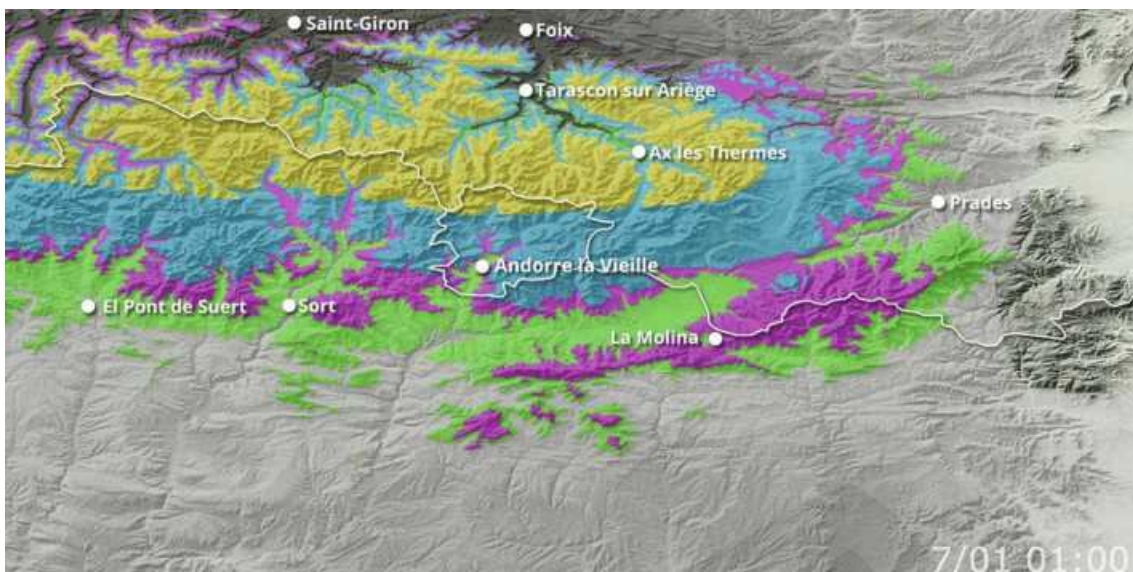 Saint-Giron
Foix
Tarascon sur Ariège
Ax les Thermes
Prades
Andorre la Vieille
El Pont de Suert
Sort
La Molina
7/01 01:00